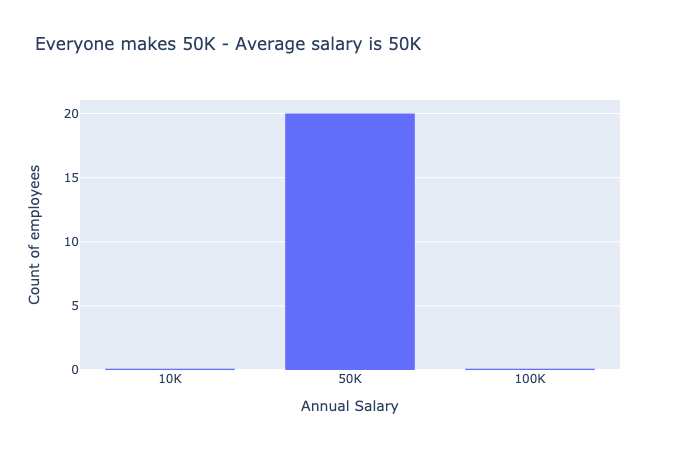 Everyone makes 50K - Average salary is 50K
Count of employees
20
15
10
5
0
10K
50K
100K
Annual Salary